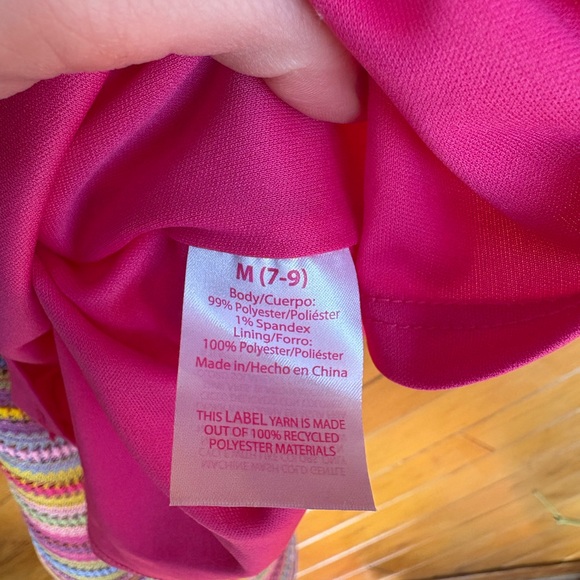 M (7-9)
Body/Cuerpo:
99% Polyester/Poliéster
1% Spandex
Lining/Forro:
100% Polyester/Poliéster
Made in/Hecho en China
THIS LABEL YARN IS MADE
OUT OF 100% RECYCLED
POLYESTER MATERIALS